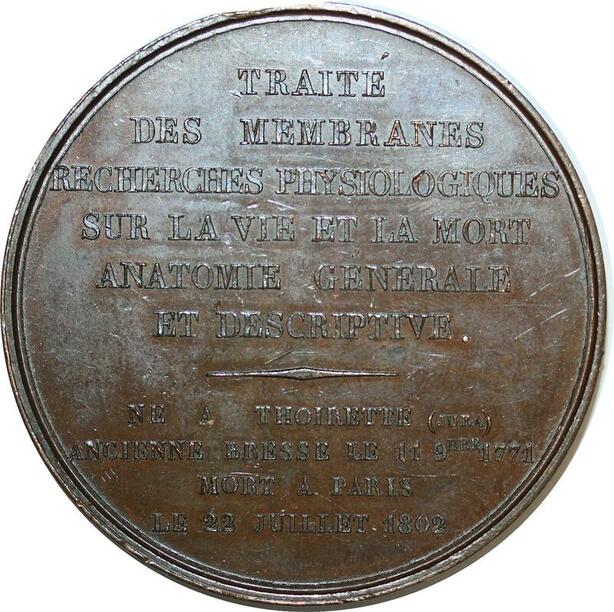 TRAITÉ
DES MEMBRANES
RECHERCHES PHYSIOLOGIQUES
SUR LA VIE ET LA MORT
ANATOMIE GÉNÉRALE
ET DESCRIPTIVE.
NE A THOIRETTE (JURA)
ANCIENNE BRESSE LE 11 9BRE 1771
MORT A PARIS
LE 22 JUILLET 1802